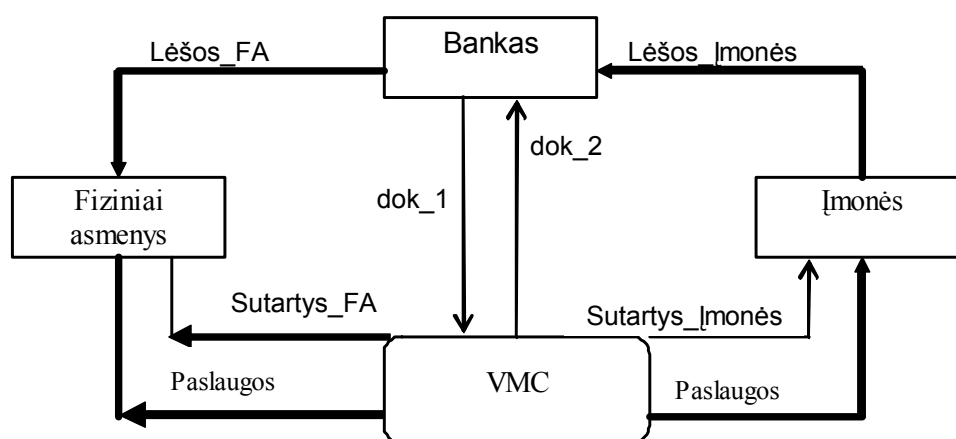 Bankas
Lėšos_FA
Lėšos_Įmonės
dok_2
dok_1
Fiziniai
asmenys
Įmonės
Sutartys_FA
Sutartys_Įmonės
Paslaugos
VMC
Paslaugos